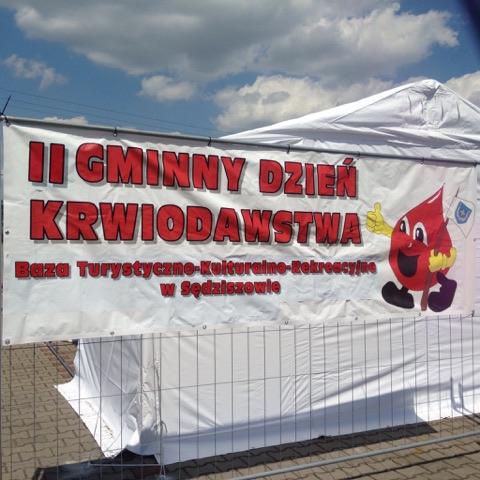 II GMINNY DZIEŃ
KRWIODAWSTWA
Baza Turystyczno-Kulturalno-Rekreacyjna
w Sędziszowie